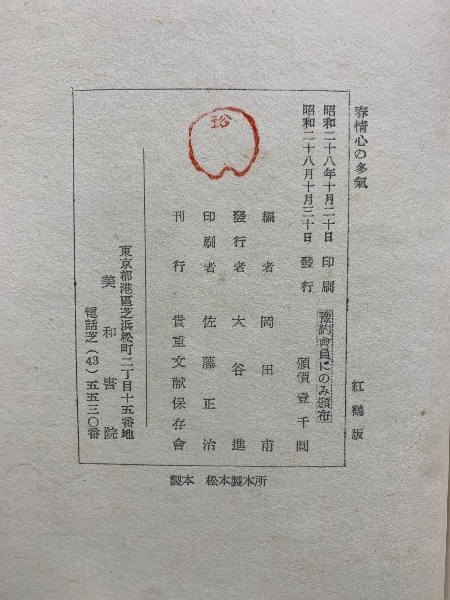 春情心の多氣
紅鶴版
昭和二十八年十月二十日 印刷
昭和二十八月十月三十日 發行
豫約會員にのみ頒布
頒價壹千圓
編者 岡田甫
發行者 大谷進
印刷者 佐藤正治
刊行 貴重文献保存會
東京都港區芝浜松町二丁目十五番地
美和書院
電話芝(43)五五三〇番
製本 松本製本所